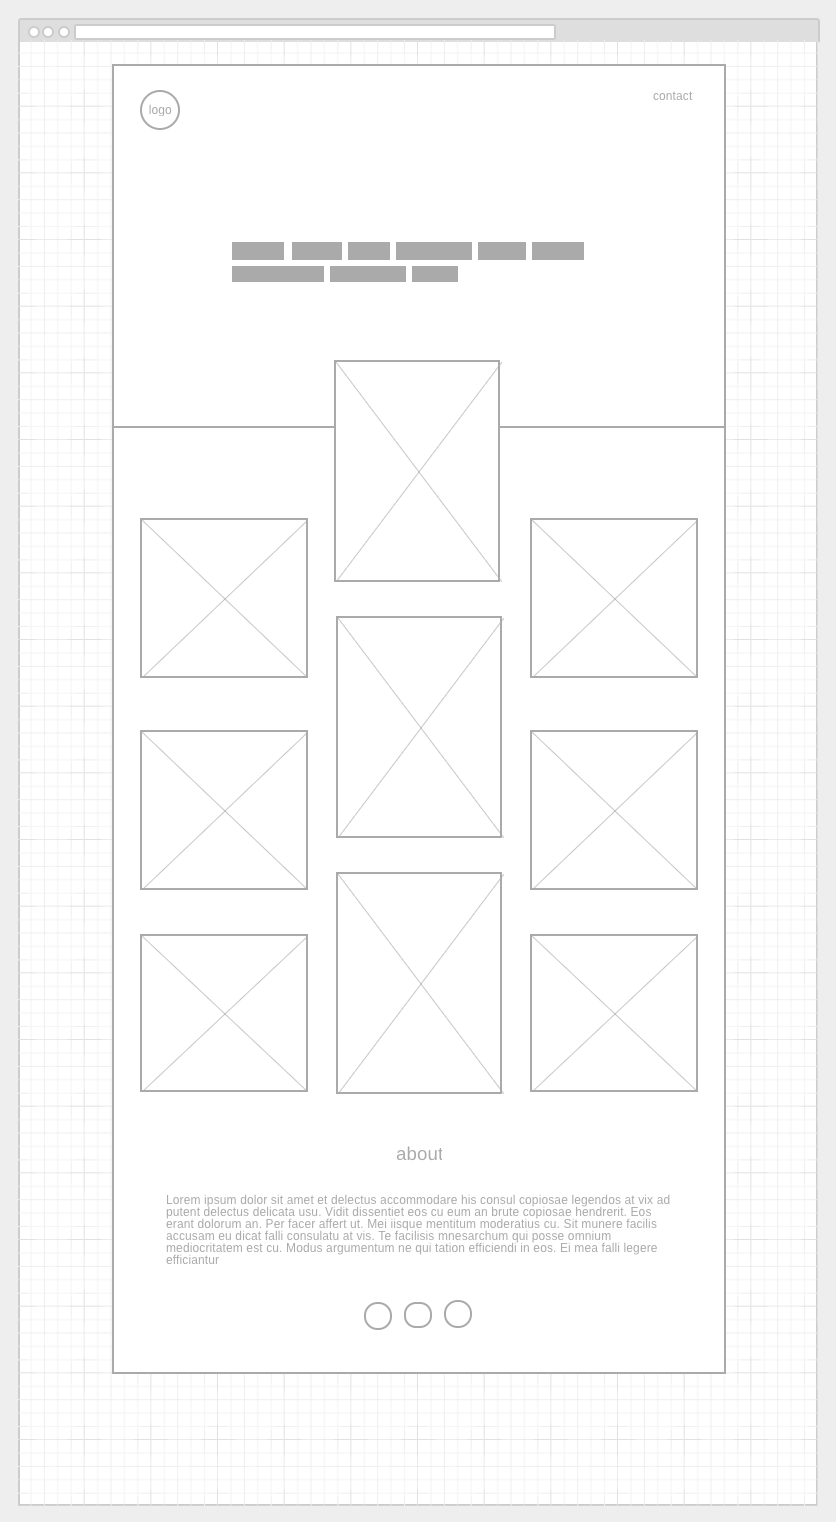 logo
contact
about
Lorem ipsum dolor sit amet et delectus accommodare his consul copiosae legendos at vix ad
putent delectus delicata usu. Vidit dissentiet eos cu eum an brute copiosae hendrerit. Eos
erant dolorum an. Per facer affert ut. Mei iisque mentitum moderatius cu. Sit munere facilis
accusam eu dicat falli consulatu at vis. Te facilisis mnesarchum qui posse omnium
mediocritatem est cu. Modus argumentum ne qui tation efficiendi in eos. Ei mea falli legere
efficiantur